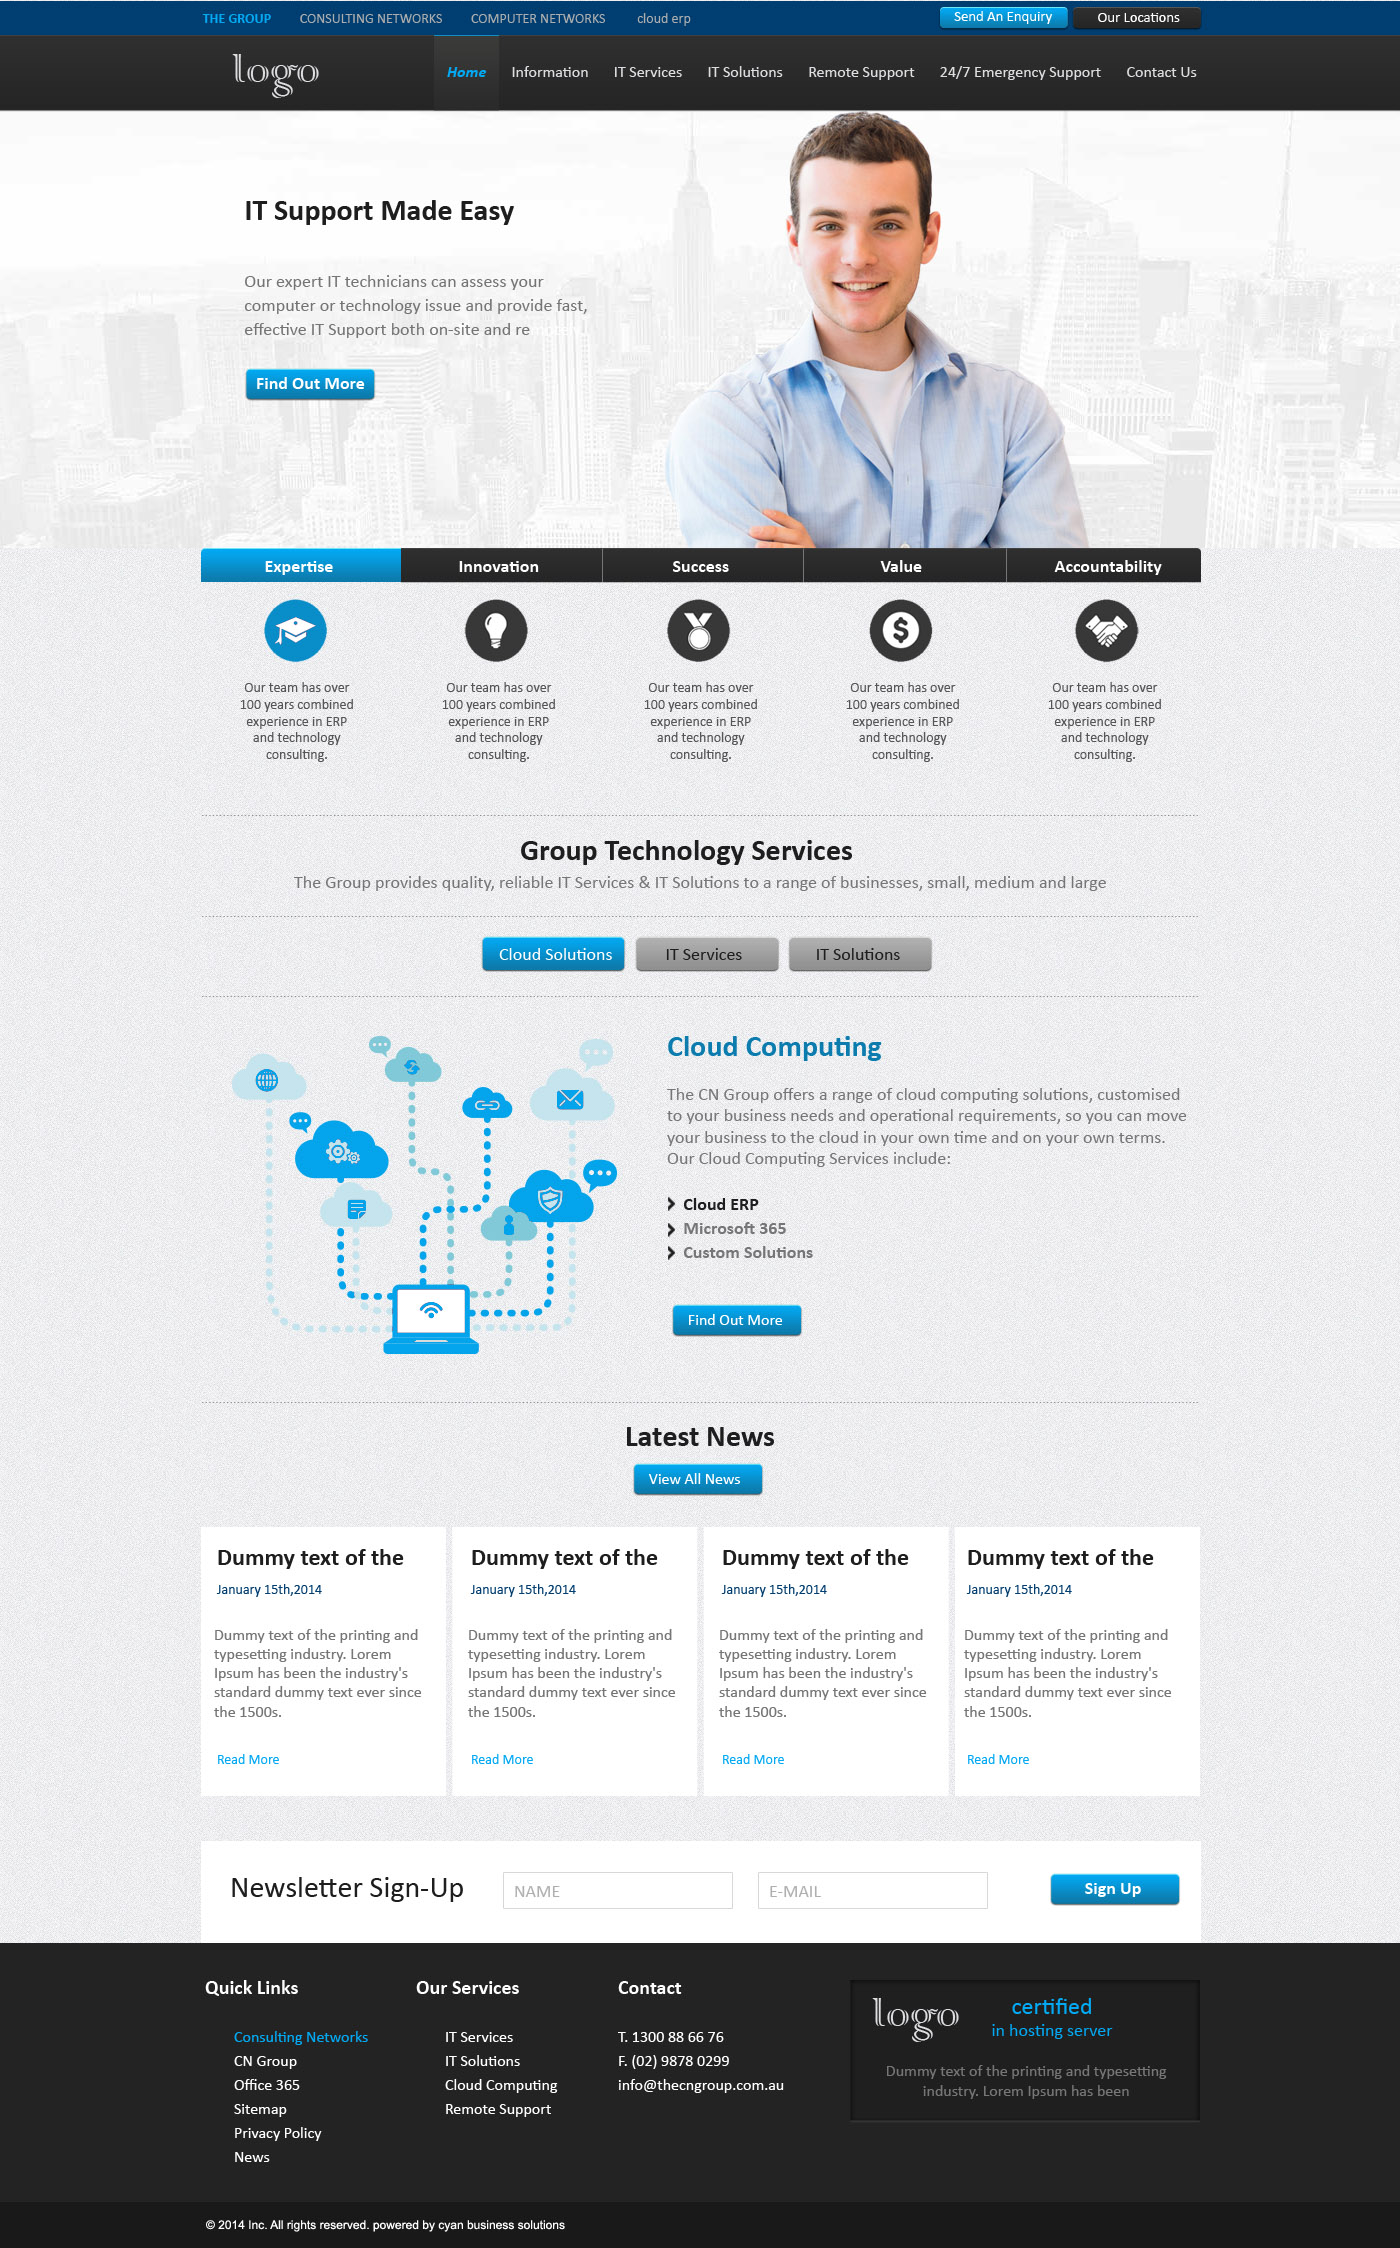 THE GROUP CONSULTING NETWORKS COMPUTER NETWORKS cloud erp Send An Enquiry Our Locations
logo Home Information IT Services IT Solutions Remote Support 24/7 Emergency Support Contact Us
IT Support Made Easy
Our expert IT technicians can assess your
computer or technology issue and provide fast,
effective IT Support both on-site and re
Find Out More
Expertise Innovation Success Value Accountability
Our team has over
100 years combined
experience in ERP
and technology
consulting.
Our team has over
100 years combined
experience in ERP
and technology
consulting.
Our team has over
100 years combined
experience in ERP
and technology
consulting.
Our team has over
100 years combined
experience in ERP
and technology
consulting.
Our team has over
100 years combined
experience in ERP
and technology
consulting.
Group Technology Services
The Group provides quality, reliable IT Services & IT Solutions to a range of businesses, small, medium and large
Cloud Solutions IT Services IT Solutions
Cloud Computing
The CN Group offers a range of cloud computing solutions, customised
to your business needs and operational requirements, so you can move
your business to the cloud in your own time and on your own terms.
Our Cloud Computing Services include:
Cloud ERP
Microsoft 365
Custom Solutions
Find Out More
Latest News
View All News
Dummy text of the
January 15th,2014
Dummy text of the printing and
typesetting industry. Lorem
Ipsum has been the industry's
standard dummy text ever since
the 1500s.
Read More
Dummy text of the
January 15th,2014
Dummy text of the printing and
typesetting industry. Lorem
Ipsum has been the industry's
standard dummy text ever since
the 1500s.
Read More
Dummy text of the
January 15th,2014
Dummy text of the printing and
typesetting industry. Lorem
Ipsum has been the industry's
standard dummy text ever since
the 1500s.
Read More
Dummy text of the
January 15th,2014
Dummy text of the printing and
typesetting industry. Lorem
Ipsum has been the industry's
standard dummy text ever since
the 1500s.
Read More
Newsletter Sign-Up NAME E-MAIL Sign Up
Quick Links
Consulting Networks
CN Group
Office 365
Sitemap
Privacy Policy
News
Our Services
IT Services
IT Solutions
Cloud Computing
Remote Support
Contact
T. 1300 88 66 76
F. (02) 9878 0299
info@thecngroup.com.au
logo
certified
in hosting server
Dummy text of the printing and typesetting
industry. Lorem Ipsum has been
© 2014 Inc. All rights reserved. powered by cyan business solutions